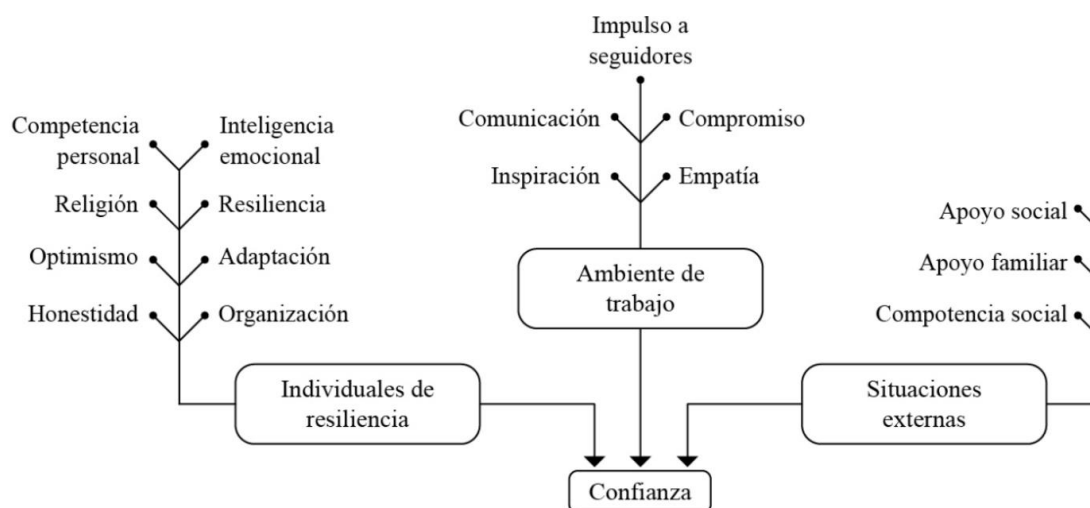 Impulso a
seguidores
Comunicación
Compromiso
Inspiración
Empatía
Competencia
personal
Inteligencia
emocional
Religión
Resiliencia
Optimismo
Adaptación
Honestidad
Organización
Apoyo social
Apoyo familiar
Compotencia social
Ambiente de
trabajo
Individuales de
resiliencia
Situaciones
externas
Confianza